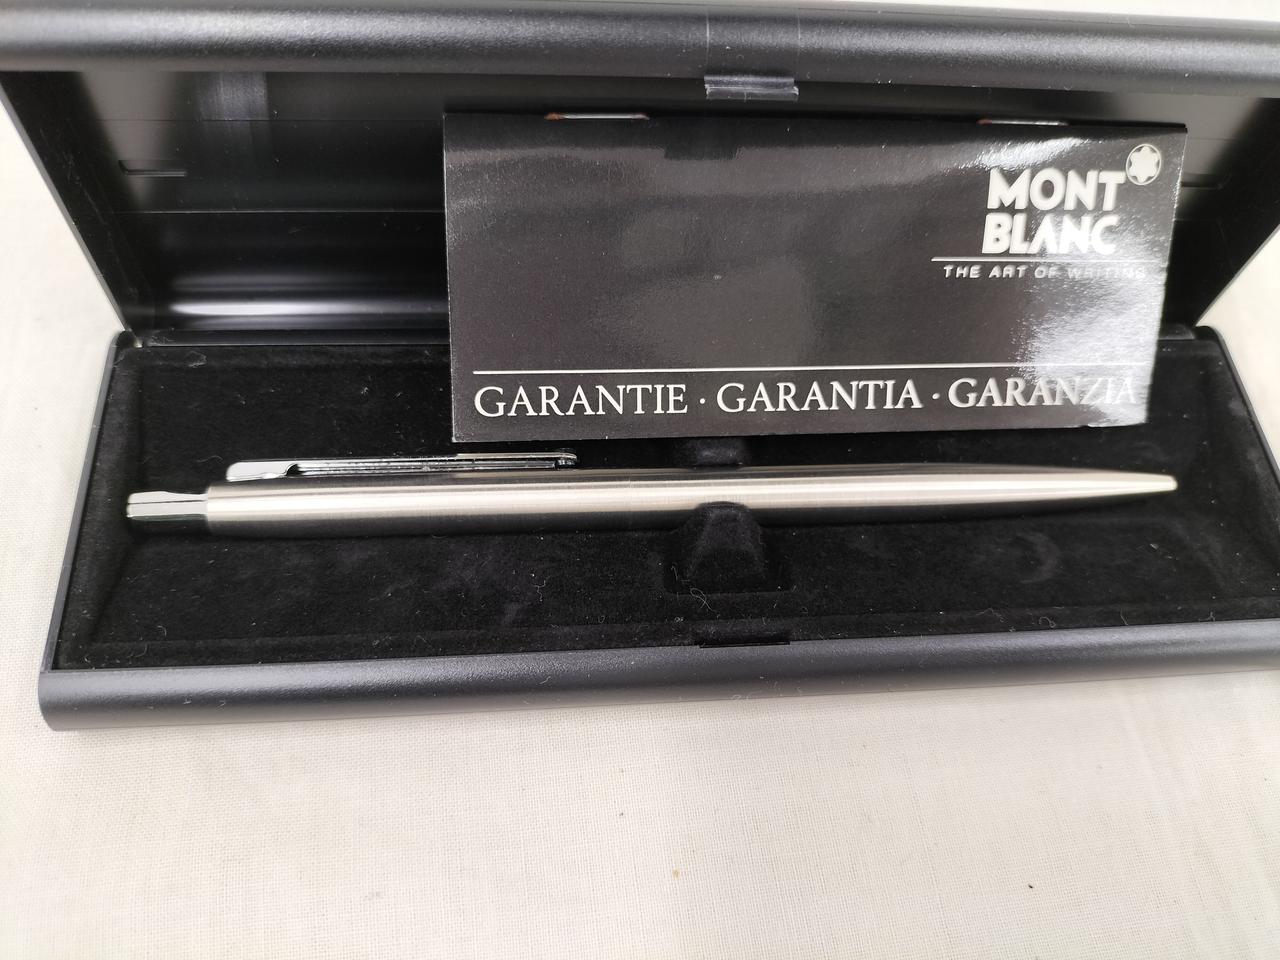 MONT
BLANC
THE ART OF WRITING
GARANTIE · GARANTIA · GARANZIA